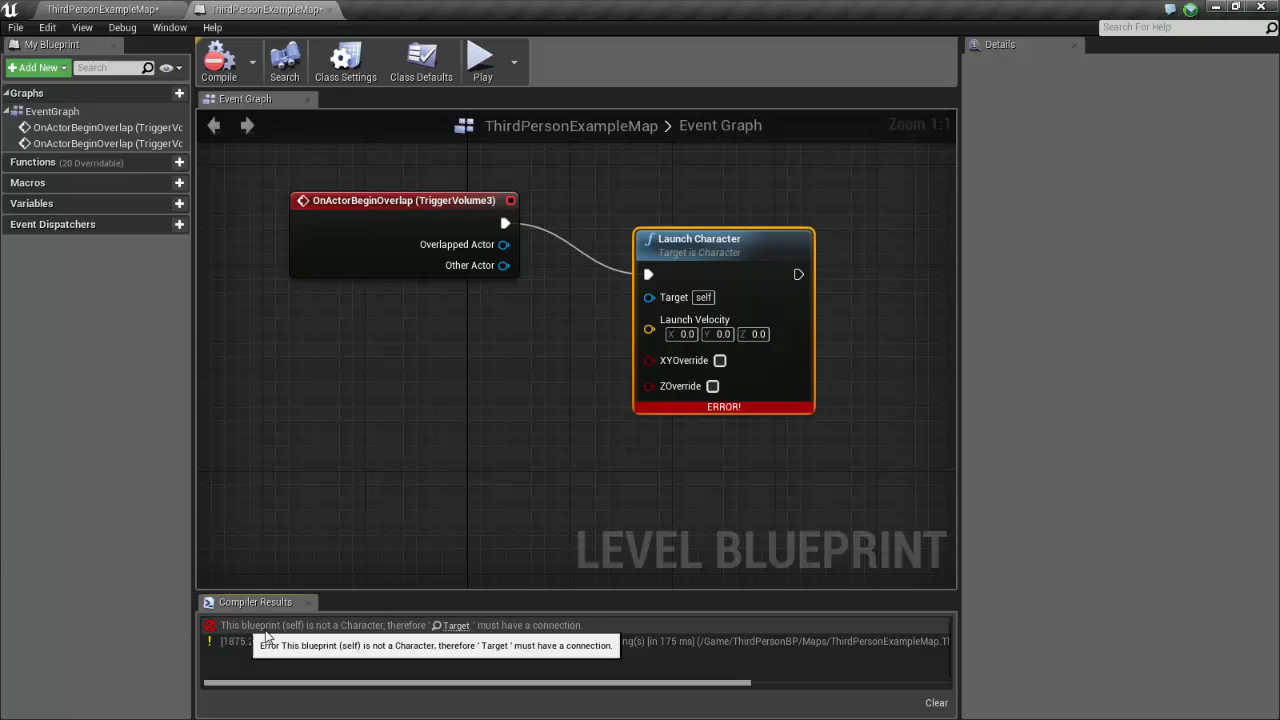 ThirdPersonExampleMap*
ThirdPersonExampleMap*
File Edit View Debug Window Help
Search For Help
My Blueprint
Details
Add New
Search
Compile
Search
Class Settings
Class Defaults
Play
Graphs
EventGraph
OnActorBeginOverlap (TriggerVo
OnActorBeginOverlap (TriggerVo
Functions (20 Overridable)
Macros
Variables
Event Dispatchers
Event Graph
ThirdPersonExampleMap > Event Graph
Zoom 1:1
OnActorBeginOverlap (TriggerVolume3)
Overlapped Actor
Other Actor
Launch Character
Target is Character
Target self
Launch Velocity
X 0.0 Y 0.0 Z 0.0
XYOverride
ZOverride
ERROR!
LEVEL BLUEPRINT
Compiler Results
This blueprint (self) is not a Character, therefore ' Target ' must have a connection.
[1875.2
ng(s) [in 175 ms] (/Game/ThirdPersonBP/Maps/ThirdPersonExampleMap.Th
Error This blueprint (self) is not a Character, therefore ' Target ' must have a connection.
Clear